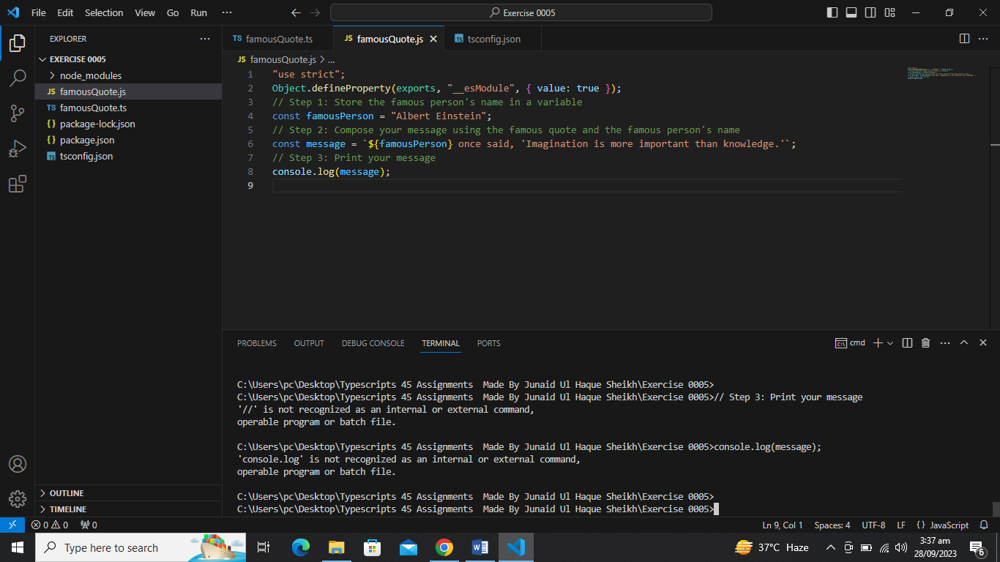 File Edit Selection View Go Run ···
Exercise 0005
EXPLORER
EXERCISE 0005
node_modules
JS famousQuote.js
TS famousQuote.ts
{} package-lock.json
{} package.json
TS tsconfig.json
OUTLINE
TIMELINE
TS famousQuote.ts JS famousQuote.js TS tsconfig.json
JS famousQuote.js > ...
1 "use strict";
2 Object.defineProperty(exports, "__esModule", { value: true });
3 // Step 1: Store the famous person's name in a variable
4 const famousPerson = "Albert Einstein";
5 // Step 2: Compose your message using the famous quote and the famous person's name
6 const message = `${famousPerson} once said, 'Imagination is more important than knowledge.'`;
7 // Step 3: Print your message
8 console.log(message);
9
PROBLEMS OUTPUT DEBUG CONSOLE TERMINAL PORTS
cmd
C:\Users\pc\Desktop\Typescripts 45 Assignments  Made By Junaid Ul Haque Sheikh\Exercise 0005>
C:\Users\pc\Desktop\Typescripts 45 Assignments  Made By Junaid Ul Haque Sheikh\Exercise 0005>// Step 3: Print your message
'//' is not recognized as an internal or external command,
operable program or batch file.
C:\Users\pc\Desktop\Typescripts 45 Assignments  Made By Junaid Ul Haque Sheikh\Exercise 0005>console.log(message);
'console.log' is not recognized as an internal or external command,
operable program or batch file.
C:\Users\pc\Desktop\Typescripts 45 Assignments  Made By Junaid Ul Haque Sheikh\Exercise 0005>
C:\Users\pc\Desktop\Typescripts 45 Assignments  Made By Junaid Ul Haque Sheikh\Exercise 0005>
0 0 0
Ln 9, Col 1 Spaces: 4 UTF-8 LF {} JavaScript
Type here to search
37°C Haze
3:37 am
28/09/2023
6